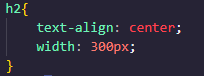 h2{
    text-align: center;
    width: 300px;
}